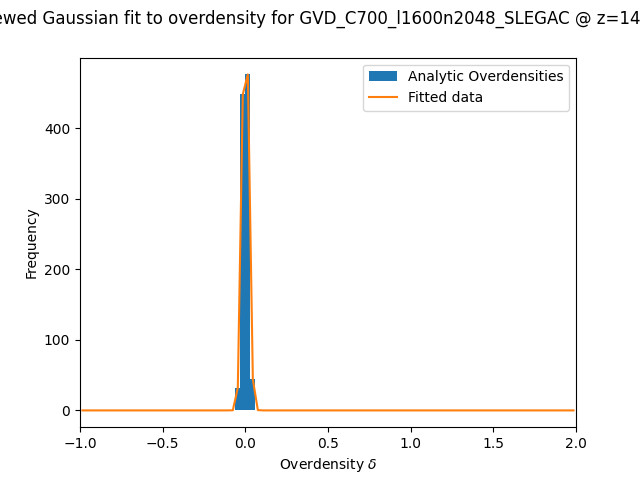 ewed Gaussian fit to overdensity for GVD_C700_l1600n2048_SLEGAC @ z=14
Analytic Overdensities
Fitted data
Frequency
400
300
200
100
0
−1.0 −0.5 0.0 0.5 1.0 1.5 2.0
Overdensity δ